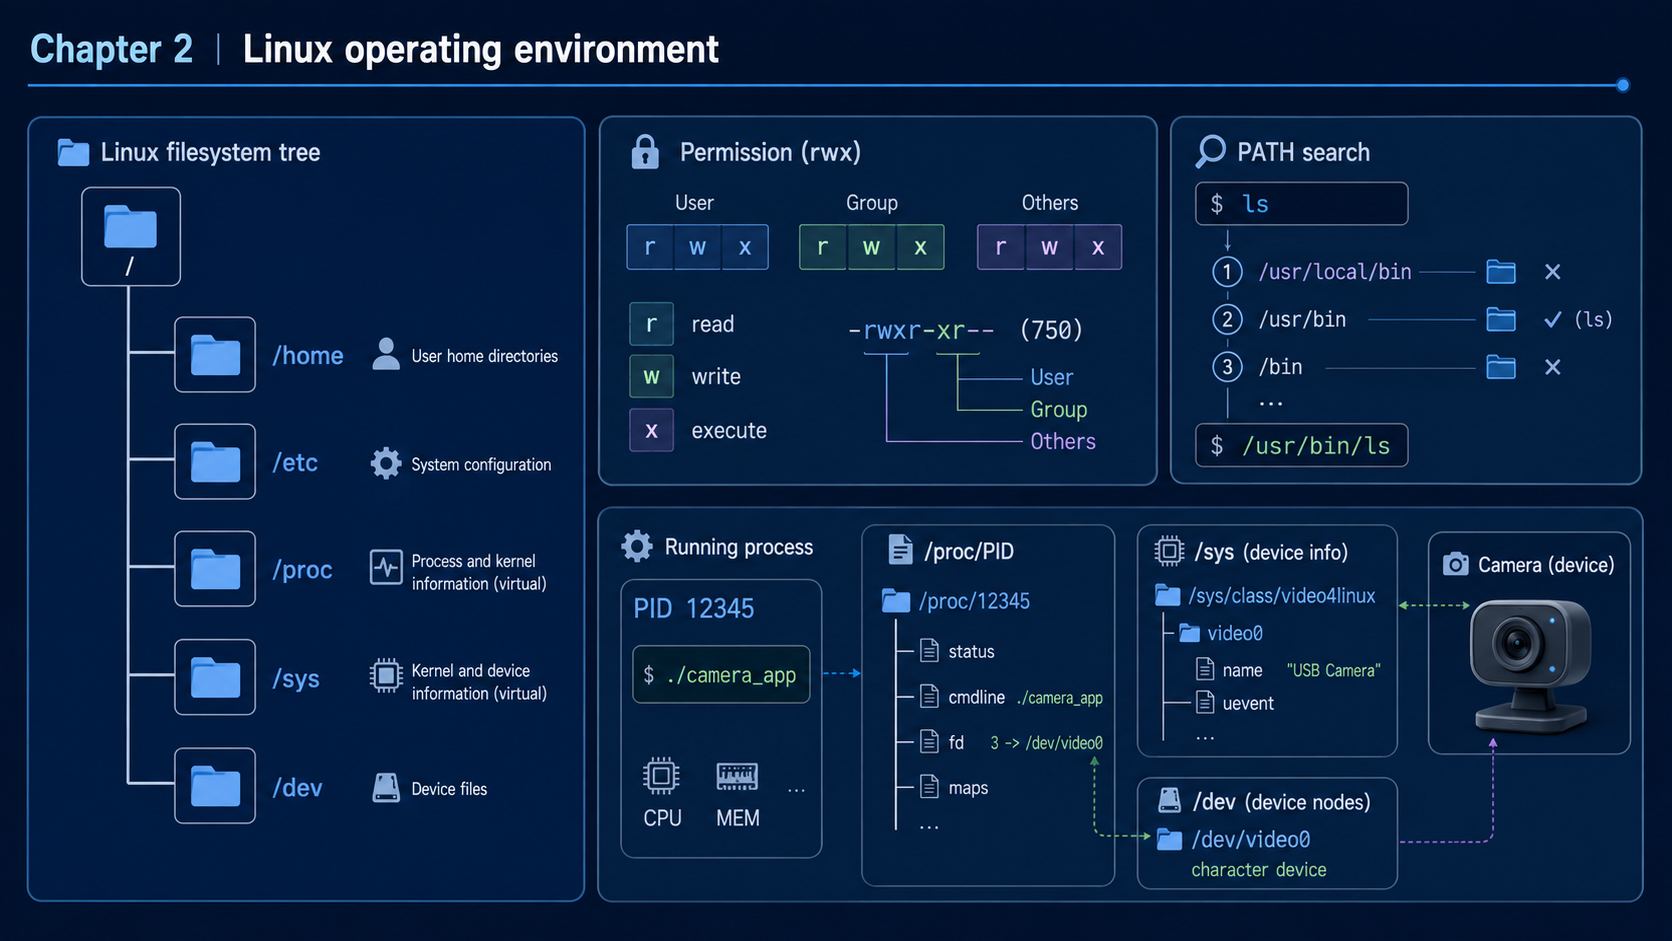 Chapter 2 | Linux operating environment
Linux filesystem tree
/
/home
User home directories
/etc
System configuration
/proc
Process and kernel
information (virtual)
/sys
Kernel and device
information (virtual)
/dev
Device files
Permission (rwx)
User
Group
Others
r w x
r w x
r w x
r
read
w
write
x
execute
-rwxr-xr-- (750)
User
Group
Others
PATH search
$ ls
1 /usr/local/bin ×
2 /usr/bin ✓ (ls)
3 /bin ×
...
$ /usr/bin/ls
Running process
PID 12345
$ ./camera_app
CPU
MEM
...
/proc/PID
/proc/12345
status
cmdline ./camera_app
fd 3 -> /dev/video0
maps
...
/sys (device info)
/sys/class/video4linux
video0
name "USB Camera"
uevent
...
/dev (device nodes)
/dev/video0
character device
Camera (device)